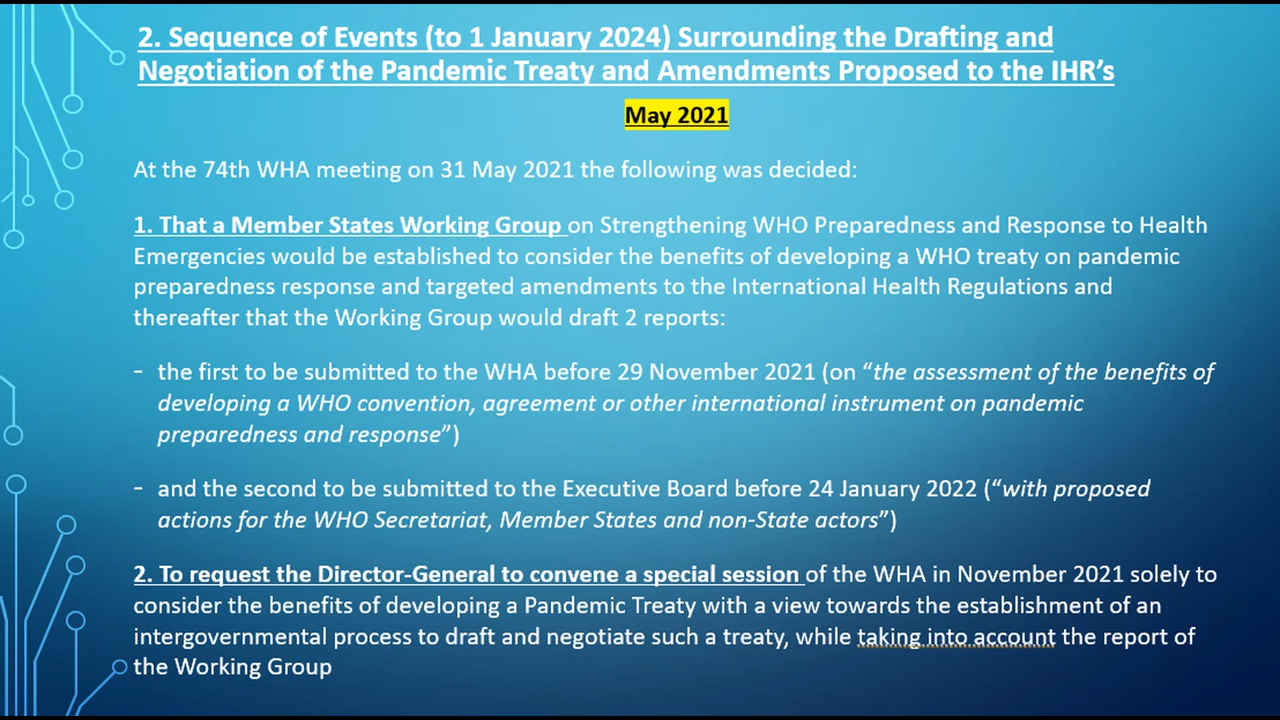 2. Sequence of Events (to 1 January 2024) Surrounding the Drafting and
Negotiation of the Pandemic Treaty and Amendments Proposed to the IHR’s
May 2021
At the 74th WHA meeting on 31 May 2021 the following was decided:
1. That a Member States Working Group on Strengthening WHO Preparedness and Response to Health
Emergencies would be established to consider the benefits of developing a WHO treaty on pandemic
preparedness response and targeted amendments to the International Health Regulations and
thereafter that the Working Group would draft 2 reports:
- the first to be submitted to the WHA before 29 November 2021 (on “the assessment of the benefits of
developing a WHO convention, agreement or other international instrument on pandemic
preparedness and response”)
- and the second to be submitted to the Executive Board before 24 January 2022 (“with proposed
actions for the WHO Secretariat, Member States and non-State actors”)
2. To request the Director-General to convene a special session of the WHA in November 2021 solely to
consider the benefits of developing a Pandemic Treaty with a view towards the establishment of an
intergovernmental process to draft and negotiate such a treaty, while taking into account the report of
the Working Group